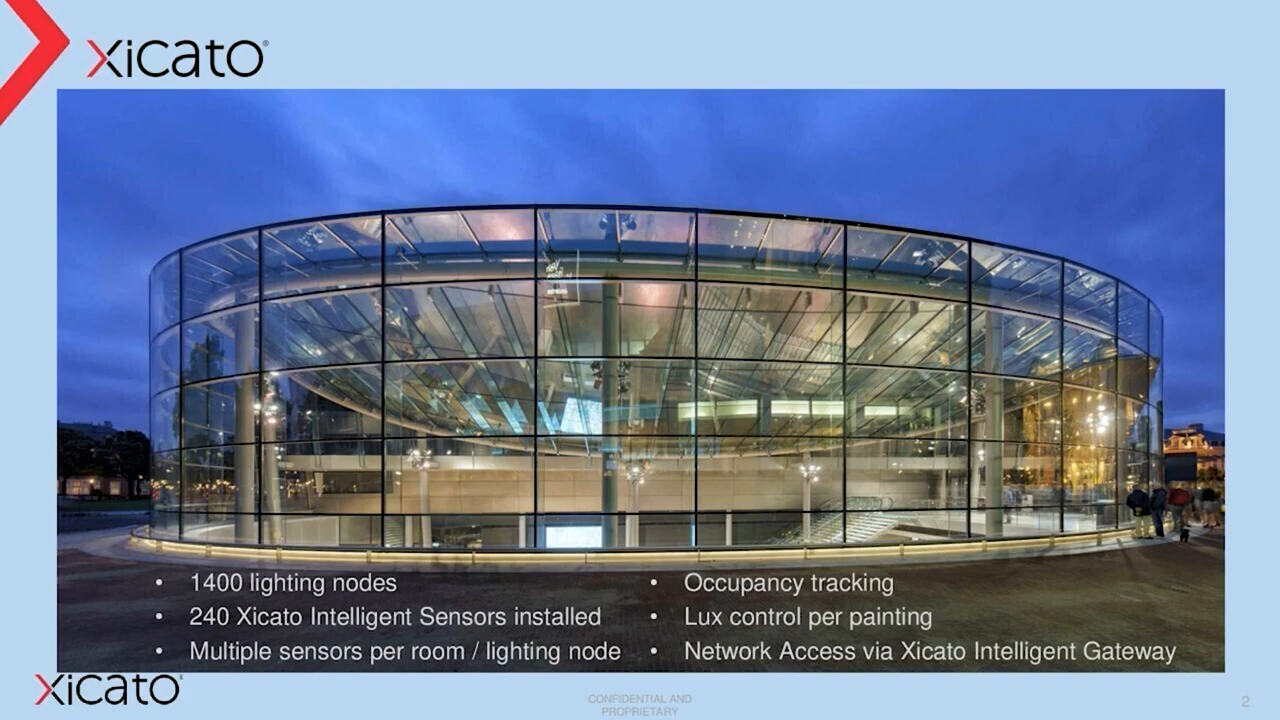 xicato®
• 1400 lighting nodes
• 240 Xicato Intelligent Sensors installed
• Multiple sensors per room / lighting node
• Occupancy tracking
• Lux control per painting
• Network Access via Xicato Intelligent Gateway
xicato®
CONFIDENTIAL AND
PROPRIETARY
2